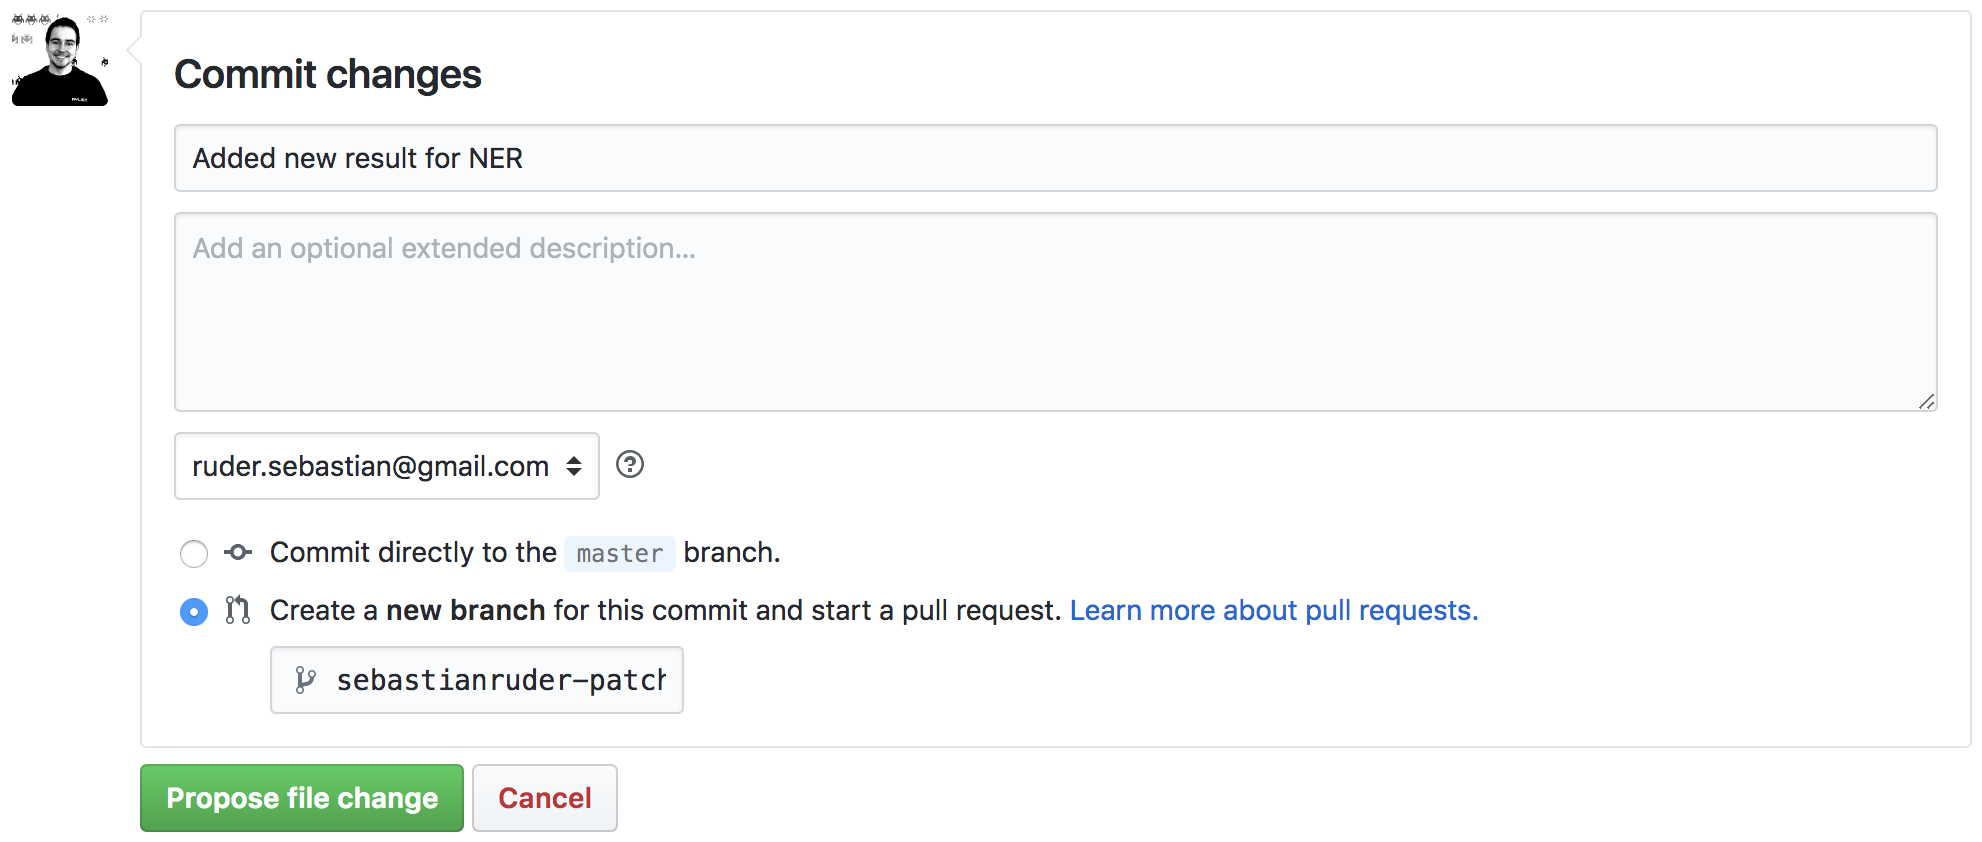 Commit changes
Added new result for NER
Add an optional extended description...
ruder.sebastian@gmail.com
Commit directly to the master branch.
Create a new branch for this commit and start a pull request. Learn more about pull requests.
sebastianruder-patch
Propose file change
Cancel